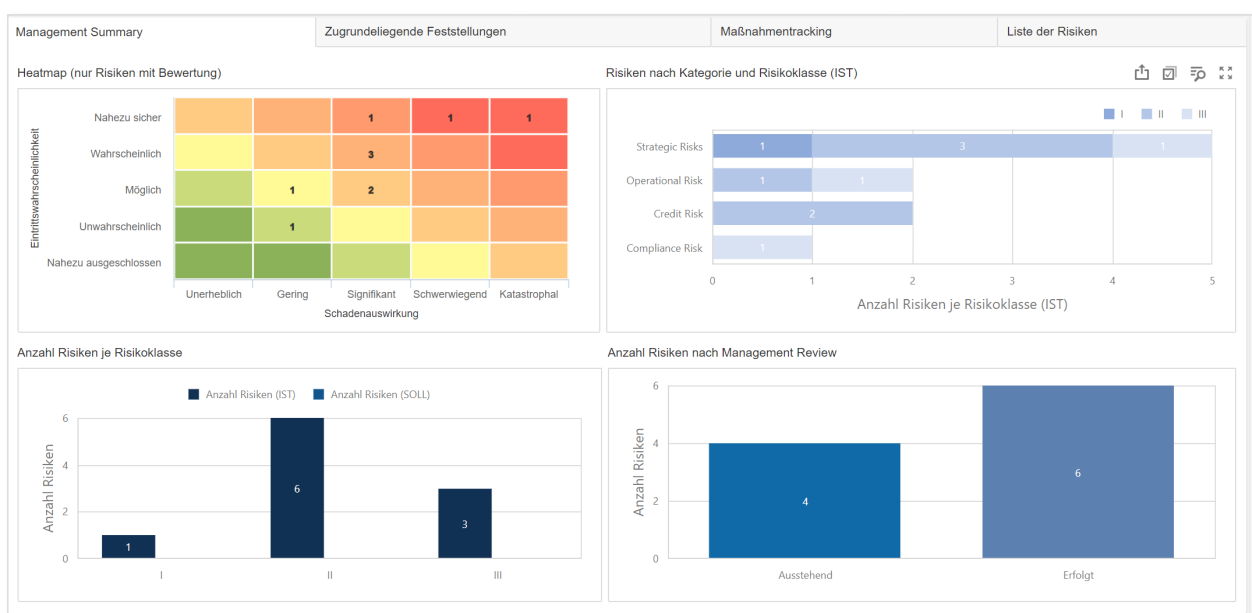 Management Summary
Zugrundeliegende Feststellungen
Maßnahmentracking
Liste der Risiken
Heatmap (nur Risiken mit Bewertung)
Eintrittswahrscheinlichkeit
Nahezu sicher
1 1 1
Wahrscheinlich
3
Möglich
1 2
Unwahrscheinlich
1
Nahezu ausgeschlossen
Unerheblich Gering Signifikant Schwerwiegend Katastrophal
Schadenauswirkung
Risiken nach Kategorie und Risikoklasse (IST)
I II III
Strategic Risks 1 3 1
Operational Risk 1 1
Credit Risk 2
Compliance Risk 1
0 1 2 3 4 5
Anzahl Risiken je Risikoklasse (IST)
Anzahl Risiken je Risikoklasse
Anzahl Risiken (IST) Anzahl Risiken (SOLL)
Anzahl Risiken
6
4
2
0
1 6 3
I II III
Anzahl Risiken nach Management Review
Anzahl Risiken
6
4
2
0
4 6
Ausstehend Erfolgt